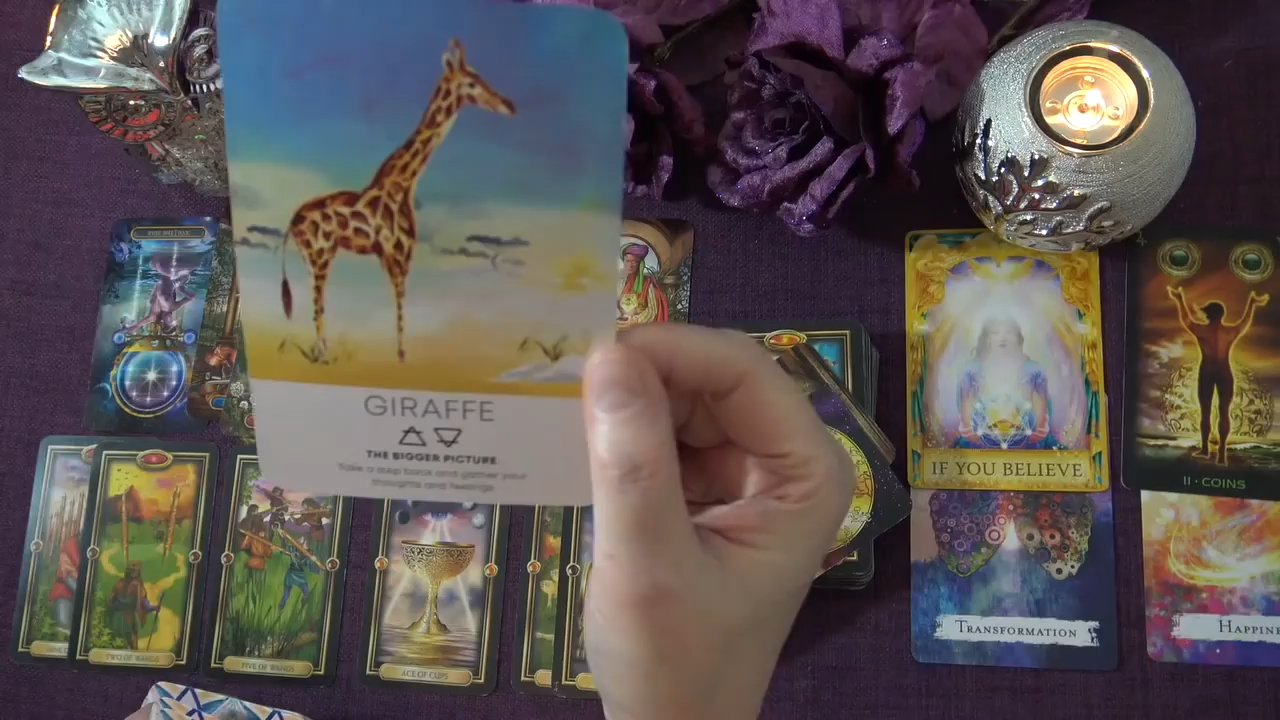 GIRAFFE
THE BIGGER PICTURE
Take a step back and gather your
thoughts and feelings
TWO OF WANDS
FIVE OF WANDS
ACE OF CUPS
IF YOU BELIEVE
II · COINS
TRANSFORMATION
HAPPIN